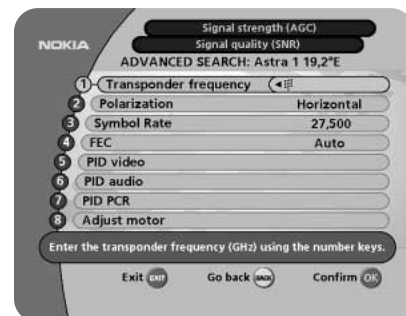 Signal strength (AGC)
NOKIA
Signal quality (SNR)
ADVANCED SEARCH: Astra 1 19,2°E
1 Transponder frequency
2 Polarization Horizontal
3 Symbol Rate 27,500
4 FEC Auto
5 PID video
6 PID audio
7 PID PCR
8 Adjust motor
Enter the transponder frequency (GHz) using the number keys.
Exit EXIT Go back BACK Confirm OK